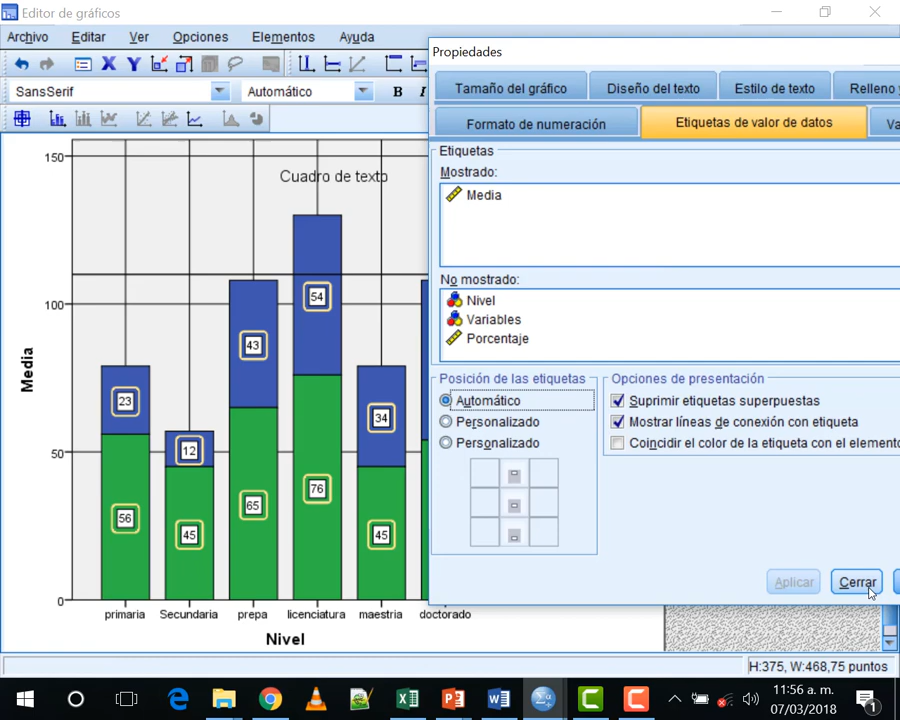 Editor de gráficos
Archivo Editar Ver Opciones Elementos Ayuda
SansSerif Automático B I
Propiedades
Tamaño del gráfico Diseño del texto Estilo de texto Relleno y
Formato de numeración Etiquetas de valor de datos Va
Etiquetas
Mostrado:
Media
No mostrado:
Nivel
Variables
Porcentaje
Posición de las etiquetas
Automático
Personalizado
Personalizado
Opciones de presentación
Suprimir etiquetas superpuestas
Mostrar líneas de conexión con etiqueta
Coincidir el color de la etiqueta con el elemento
Aplicar Cerrar
Cuadro de texto
150
100
50
0
Media
23 12 43 54 34
56 45 65 76 45
primaria Secundaria prepa licenciatura maestria doctorado
Nivel
H:375, W:468,75 puntos
11:56 a. m.
07/03/2018
1